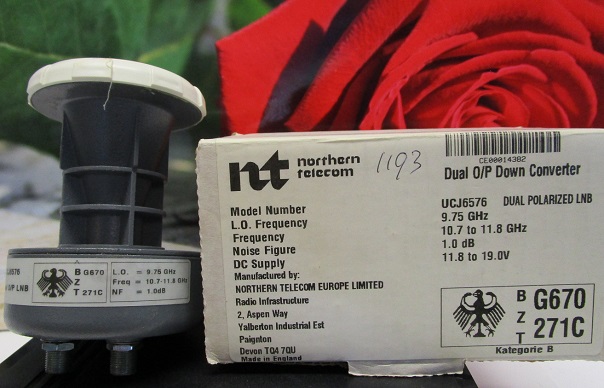 nt northern
telecom
1193
CE00014382
Dual O/P Down Converter
Model Number UCJ6576 DUAL POLARIZED LNB
L.O. Frequency 9.75 GHz
Frequency 10.7 to 11.8 GHz
Noise Figure 1.0 dB
DC Supply 11.8 to 19.0V
Manufactured by:
NORTHERN TELECOM EUROPE LIMITED
Radio Infrastructure
2, Aspen Way
Yalberton Industrial Est
Paignton
Devon TQ4 7QU
Made in England
B G670
Z
T 271C
Kategorie B
UCJ6576
O/P LNB
B G670
Z
T 271C
L.O. = 9.75 GHz
Freq = 10.7-11.8 GHz
NF = 1.0dB